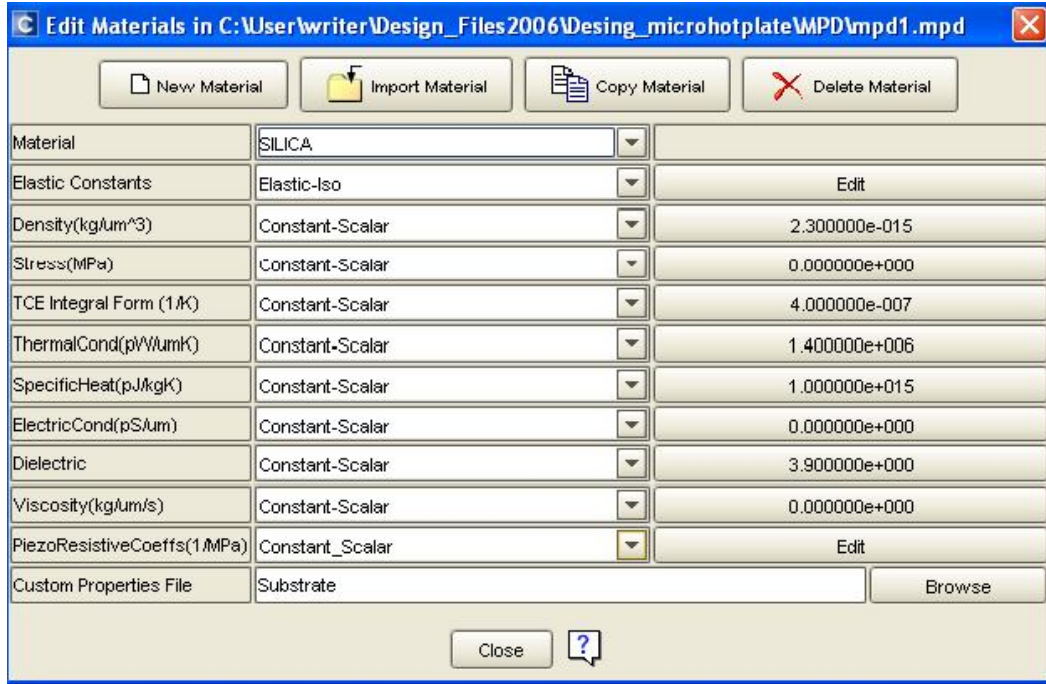 Edit Materials in C:\User\writer\Design_Files2006\Desing_microhotplate\MPD\mpd1.mpd
New Material Import Material Copy Material Delete Material
Material SILICA
Elastic Constants Elastic-Iso Edit
Density(kg/um^3) Constant-Scalar 2.300000e-015
Stress(MPa) Constant-Scalar 0.000000e+000
TCE Integral Form (1/K) Constant-Scalar 4.000000e-007
ThermalCond(pW/umK) Constant-Scalar 1.400000e+006
SpecificHeat(pJ/kgK) Constant-Scalar 1.000000e+015
ElectricCond(pS/um) Constant-Scalar 0.000000e+000
Dielectric Constant-Scalar 3.900000e+000
Viscosity(kg/um/s) Constant-Scalar 0.000000e+000
PiezoResistiveCoeffs(1/MPa) Constant_Scalar Edit
Custom Properties File Substrate Browse
Close ?